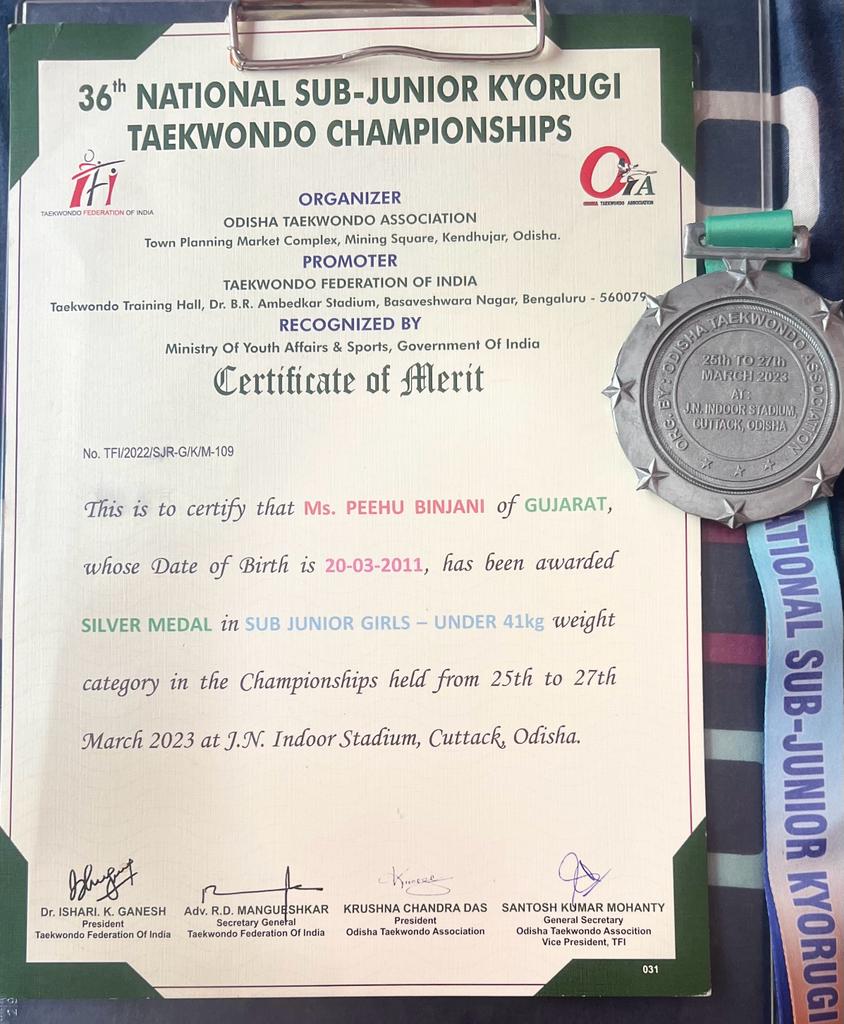 36th NATIONAL SUB-JUNIOR KYORUGI
TAEKWONDO CHAMPIONSHIPS
iTFi
TAEKWONDO FEDERATION OF INDIA
OTA
ODISHA TAEKWONDO ASSOCIATION
ORGANIZER
ODISHA TAEKWONDO ASSOCIATION
Town Planning Market Complex, Mining Square, Kendhujar, Odisha.
PROMOTER
TAEKWONDO FEDERATION OF INDIA
Taekwondo Training Hall, Dr. B.R. Ambedkar Stadium, Basaveshwara Nagar, Bengaluru - 560079
RECOGNIZED BY
Ministry Of Youth Affairs & Sports, Government Of India
Certificate of Merit
No. TFI/2022/SJR-G/K/M-109
This is to certify that Ms. PEEHU BINJANI of GUJARAT,
whose Date of Birth is 20-03-2011, has been awarded
SILVER MEDAL in SUB JUNIOR GIRLS – UNDER 41kg weight
category in the Championships held from 25th to 27th
March 2023 at J.N. Indoor Stadium, Cuttack, Odisha.
Dr. ISHARI. K. GANESH
President
Taekwondo Federation Of India
Adv. R.D. MANGUESHKAR
Secretary General
Taekwondo Federation Of India
KRUSHNA CHANDRA DAS
President
Odisha Taekwondo Association
SANTOSH KUMAR MOHANTY
General Secretary
Odisha Taekwondo Assocition
Vice President, TFI
031
ORG. BY : ODISHA TAEKWONDO ASSOCIATION
25th TO 27th
MARCH 2023
AT:
J.N. INDOOR STADIUM,
CUTTACK, ODISHA
ATIONAL SUB-JUNIOR KYORUGI